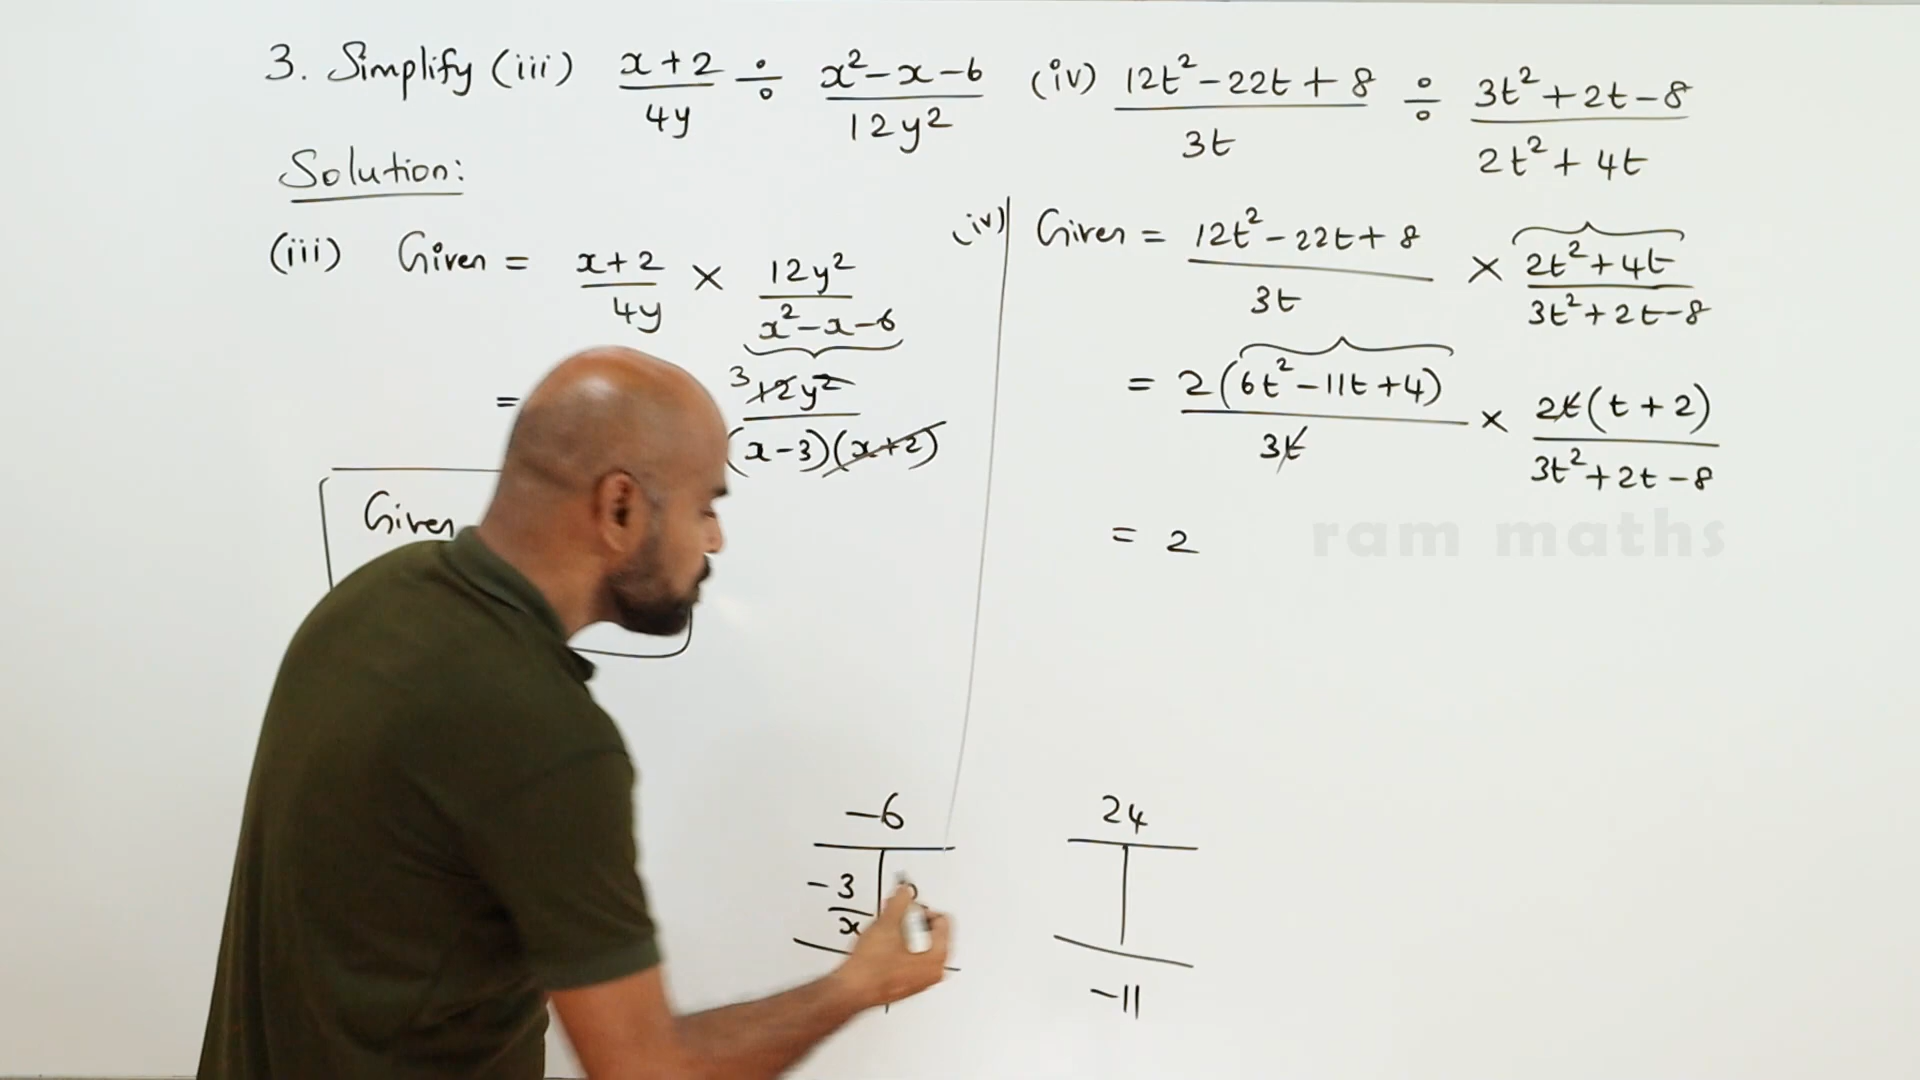 3. Simplify (iii) x+2/4y ÷ x²-x-6/12y² (iv) 12t²-22t+8/3t ÷ 3t²+2t-8/2t²+4t
Solution:
(iii) Given = x+2/4y × 12y²/x²-x-6
= 3 12y²/(x-3)(x+2)
Given
(iv) Given = 12t²-22t+8/3t × 2t²+4t/3t²+2t-8
= 2(6t²-11t+4)/3t × 2t(t+2)/3t²+2t-8
= 2
ram maths
-6
-3/x
24
-11